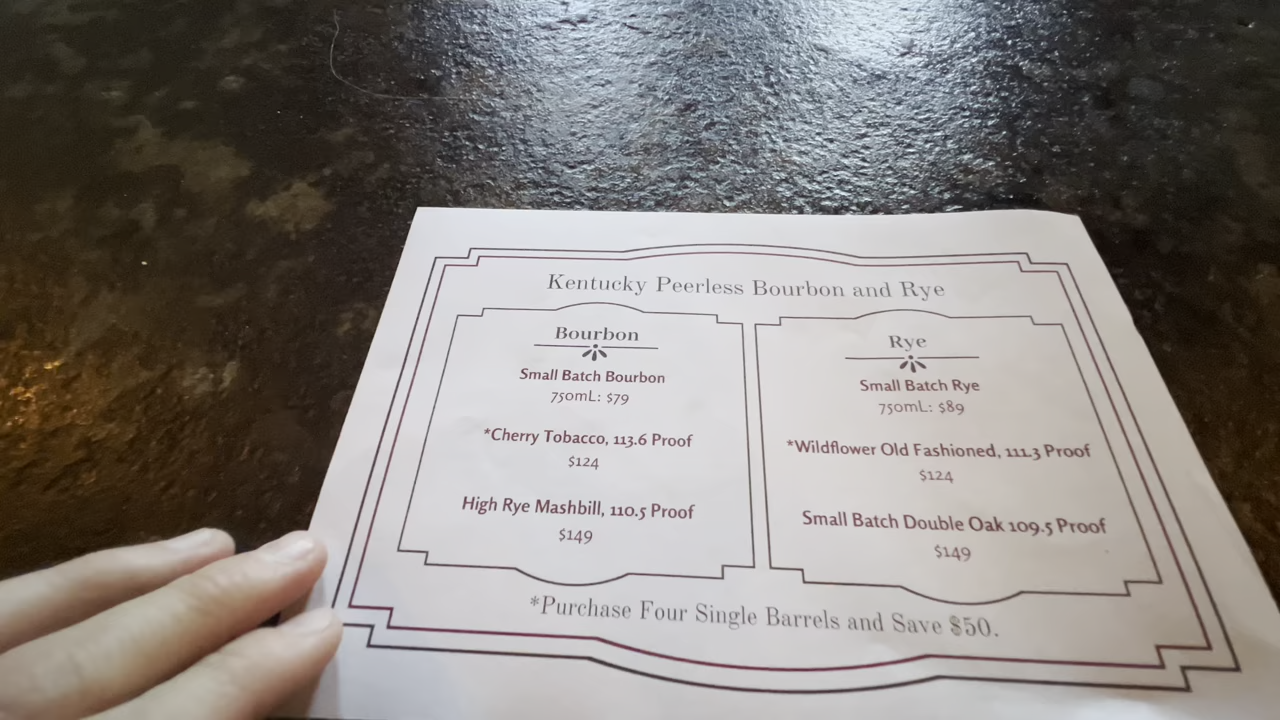 Kentucky Peerless Bourbon and Rye
Bourbon
Small Batch Bourbon
750mL: $79
*Cherry Tobacco, 113.6 Proof
$124
High Rye Mashbill, 110.5 Proof
$149
Rye
Small Batch Rye
750mL: $89
*Wildflower Old Fashioned, 111.3 Proof
$124
Small Batch Double Oak 109.5 Proof
$149
*Purchase Four Single Barrels and Save $50.